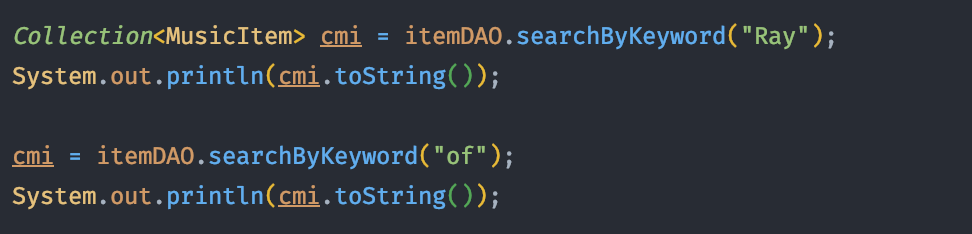 Collection<MusicItem> cmi = itemDAO.searchByKeyword("Ray");
System.out.println(cmi.toString());
cmi = itemDAO.searchByKeyword("of");
System.out.println(cmi.toString());